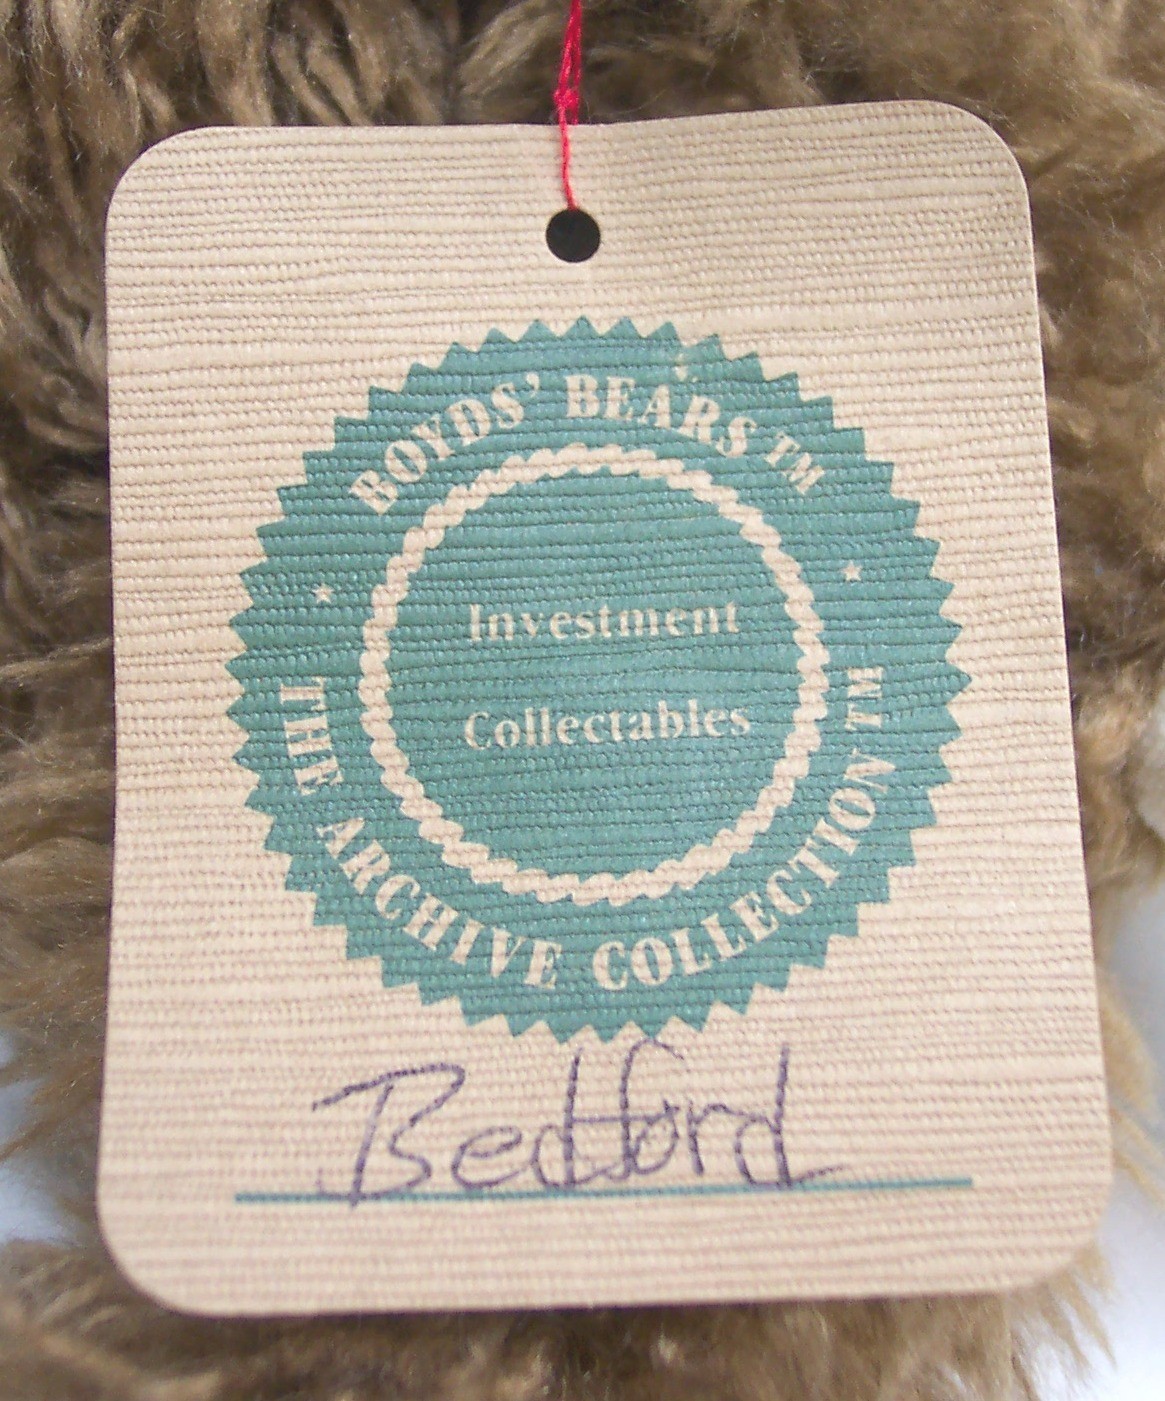 BOYDS' BEARS TM
Investment
Collectables
THE ARCHIVE COLLECTION TM
Bedford